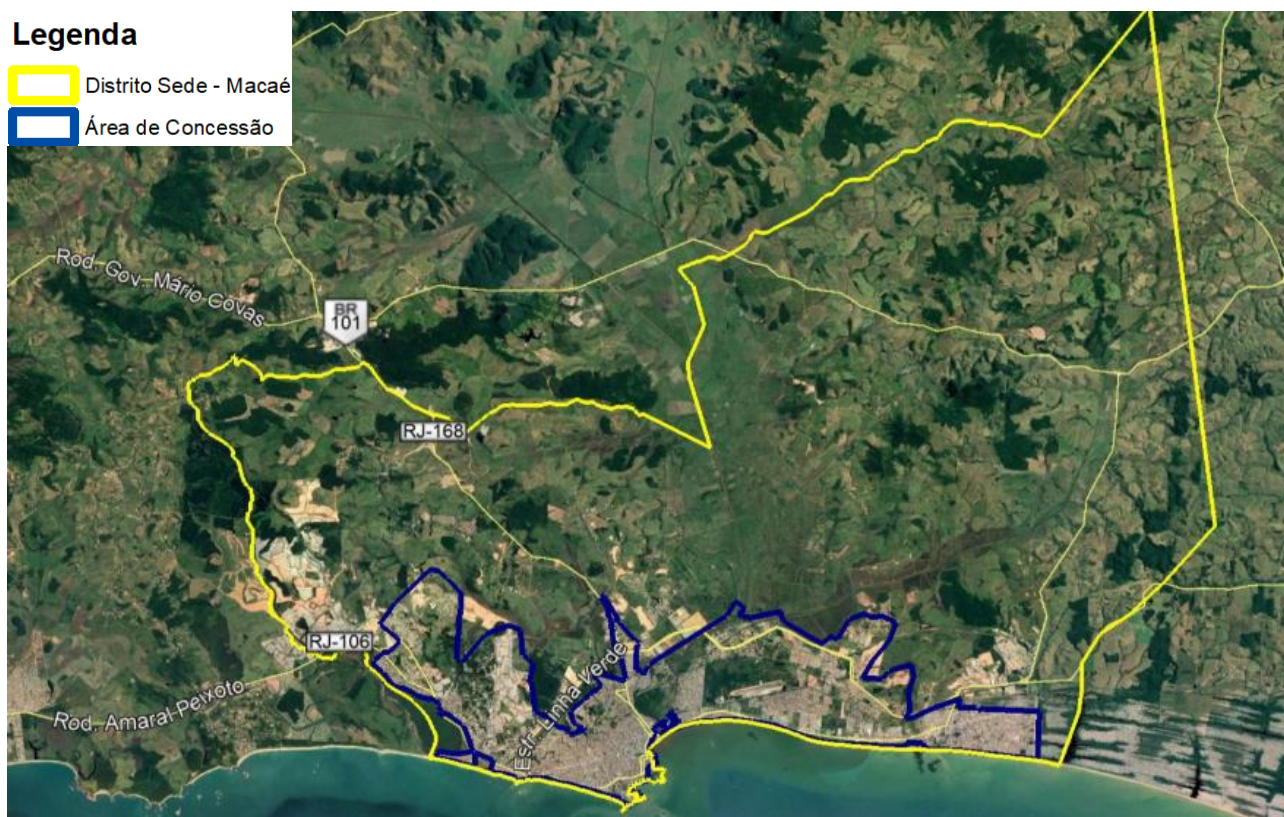 Legenda
Distrito Sede - Macaé
Área de Concessão
Rod. Gov. Mário Covas
BR
101
RJ-168
RJ-106
Rod. Amaral Peixoto
Estr. Linha Verde